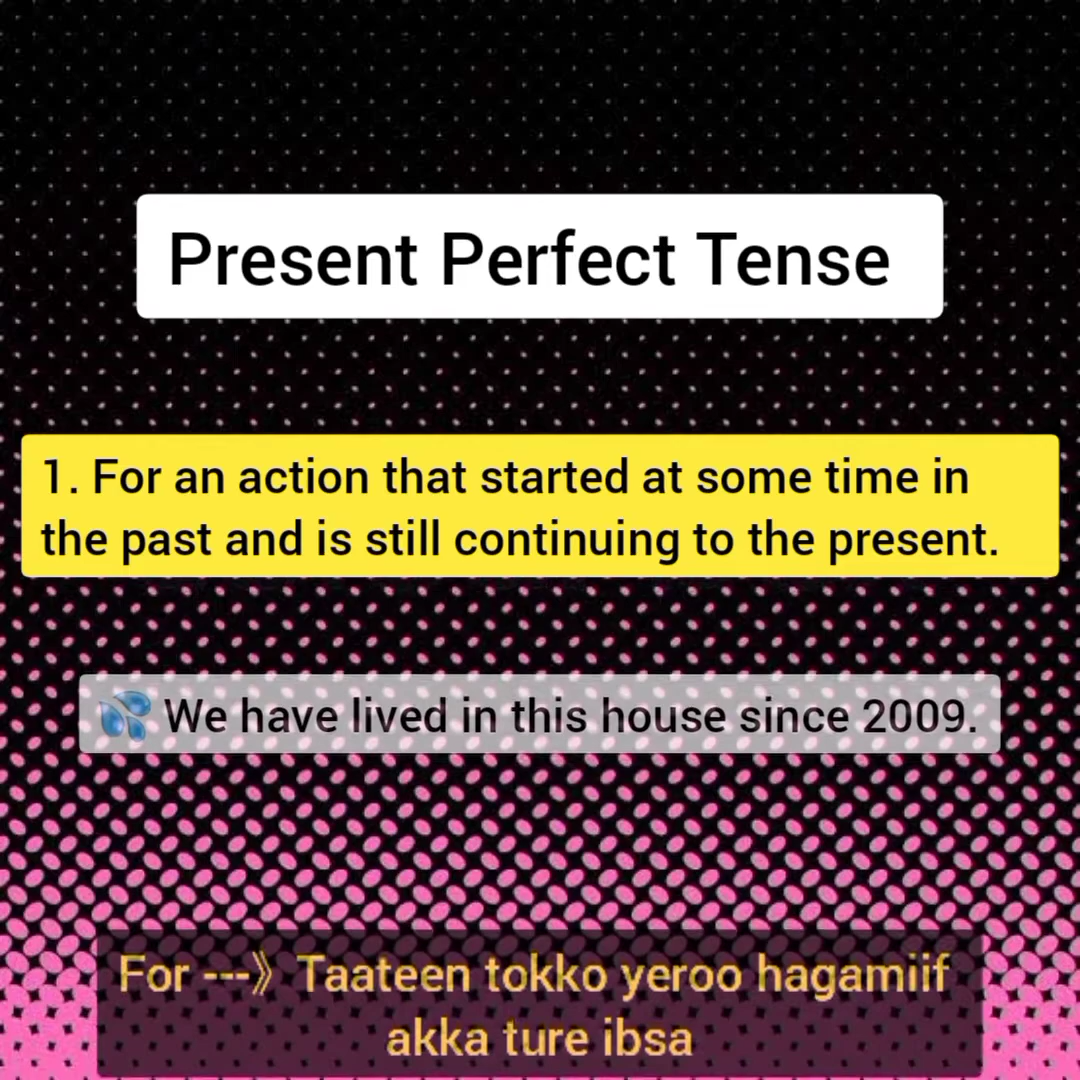 Present Perfect Tense
1. For an action that started at some time in
the past and is still continuing to the present.
💦 We have lived in this house since 2009.
For ---》Taateen tokko yeroo hagamiif
akka ture ibsa